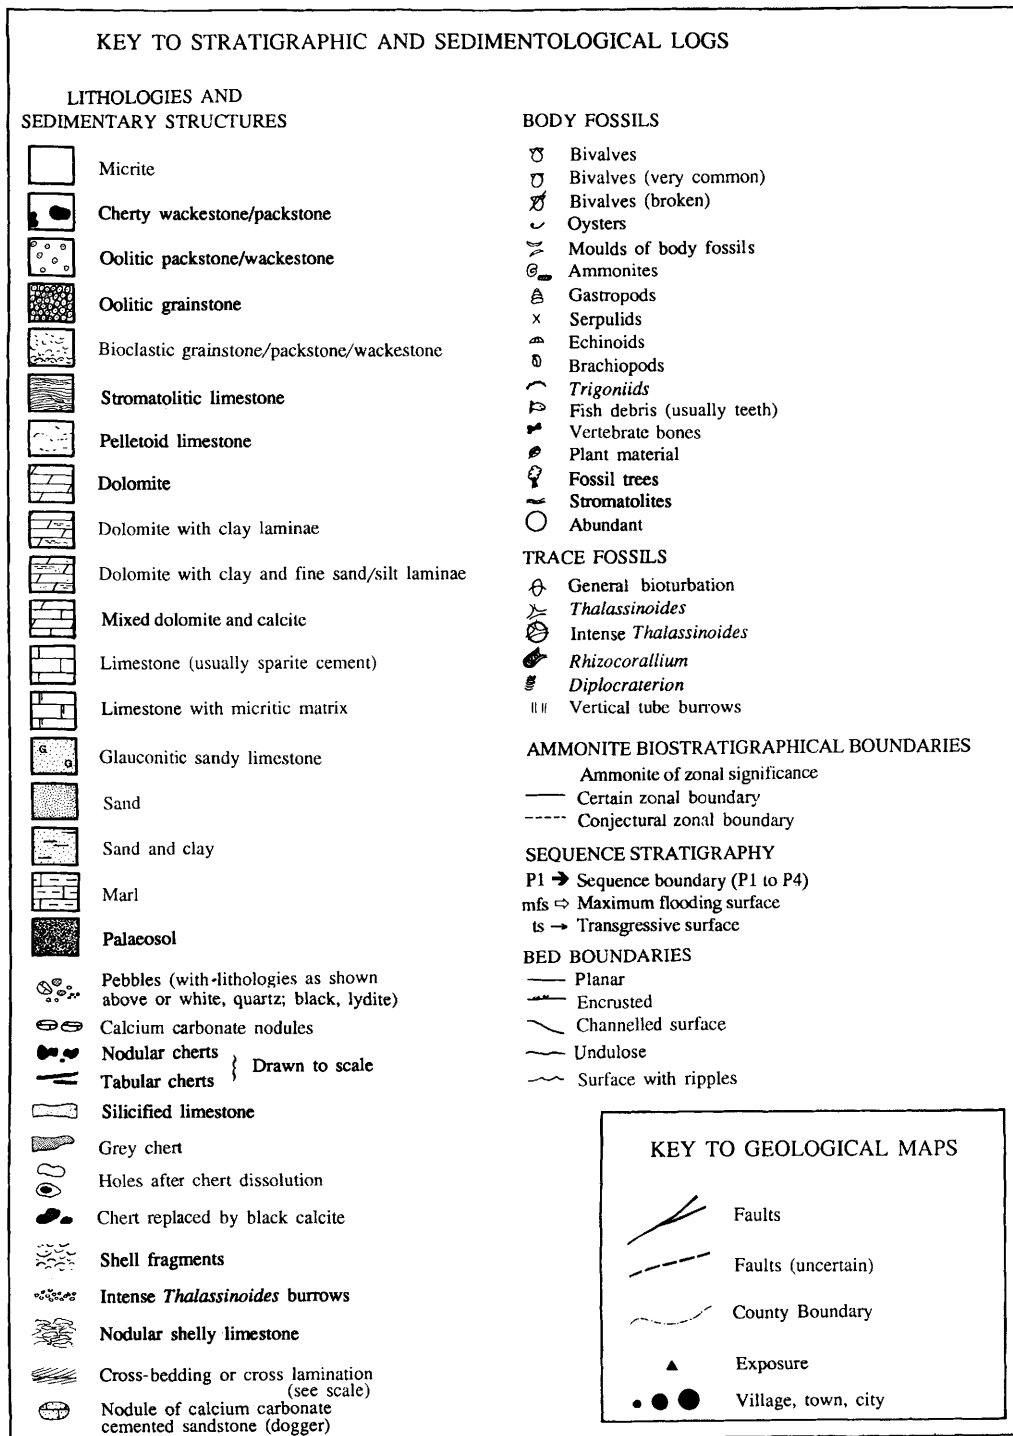 KEY TO STRATIGRAPHIC AND SEDIMENTOLOGICAL LOGS
LITHOLOGIES AND
SEDIMENTARY STRUCTURES
Micrite
Cherty wackestone/packstone
Oolitic packstone/wackestone
Oolitic grainstone
Bioclastic grainstone/packstone/wackestone
Stromatolitic limestone
Pelletoid limestone
Dolomite
Dolomite with clay laminae
Dolomite with clay and fine sand/silt laminae
Mixed dolomite and calcite
Limestone (usually sparite cement)
Limestone with micritic matrix
G G Glauconitic sandy limestone
Sand
Sand and clay
Marl
Palaeosol
Pebbles (with-lithologies as shown
above or white, quartz; black, lydite)
Calcium carbonate nodules
Nodular cherts
Tabular cherts } Drawn to scale
Silicified limestone
Grey chert
Holes after chert dissolution
Chert replaced by black calcite
Shell fragments
Intense Thalassinoides burrows
Nodular shelly limestone
Cross-bedding or cross lamination
(see scale)
Nodule of calcium carbonate
cemented sandstone (dogger)
BODY FOSSILS
Bivalves
Bivalves (very common)
Bivalves (broken)
Oysters
Moulds of body fossils
Ammonites
Gastropods
Serpulids
Echinoids
Brachiopods
Trigoniids
Fish debris (usually teeth)
Vertebrate bones
Plant material
Fossil trees
Stromatolites
Abundant
TRACE FOSSILS
General bioturbation
Thalassinoides
Intense Thalassinoides
Rhizocorallium
Diplocraterion
Vertical tube burrows
AMMONITE BIOSTRATIGRAPHICAL BOUNDARIES
Ammonite of zonal significance
Certain zonal boundary
Conjectural zonal boundary
SEQUENCE STRATIGRAPHY
P1 → Sequence boundary (P1 to P4)
mfs ⇨ Maximum flooding surface
ts → Transgressive surface
BED BOUNDARIES
Planar
Encrusted
Channelled surface
Undulose
Surface with ripples
KEY TO GEOLOGICAL MAPS
Faults
Faults (uncertain)
County Boundary
Exposure
Village, town, city